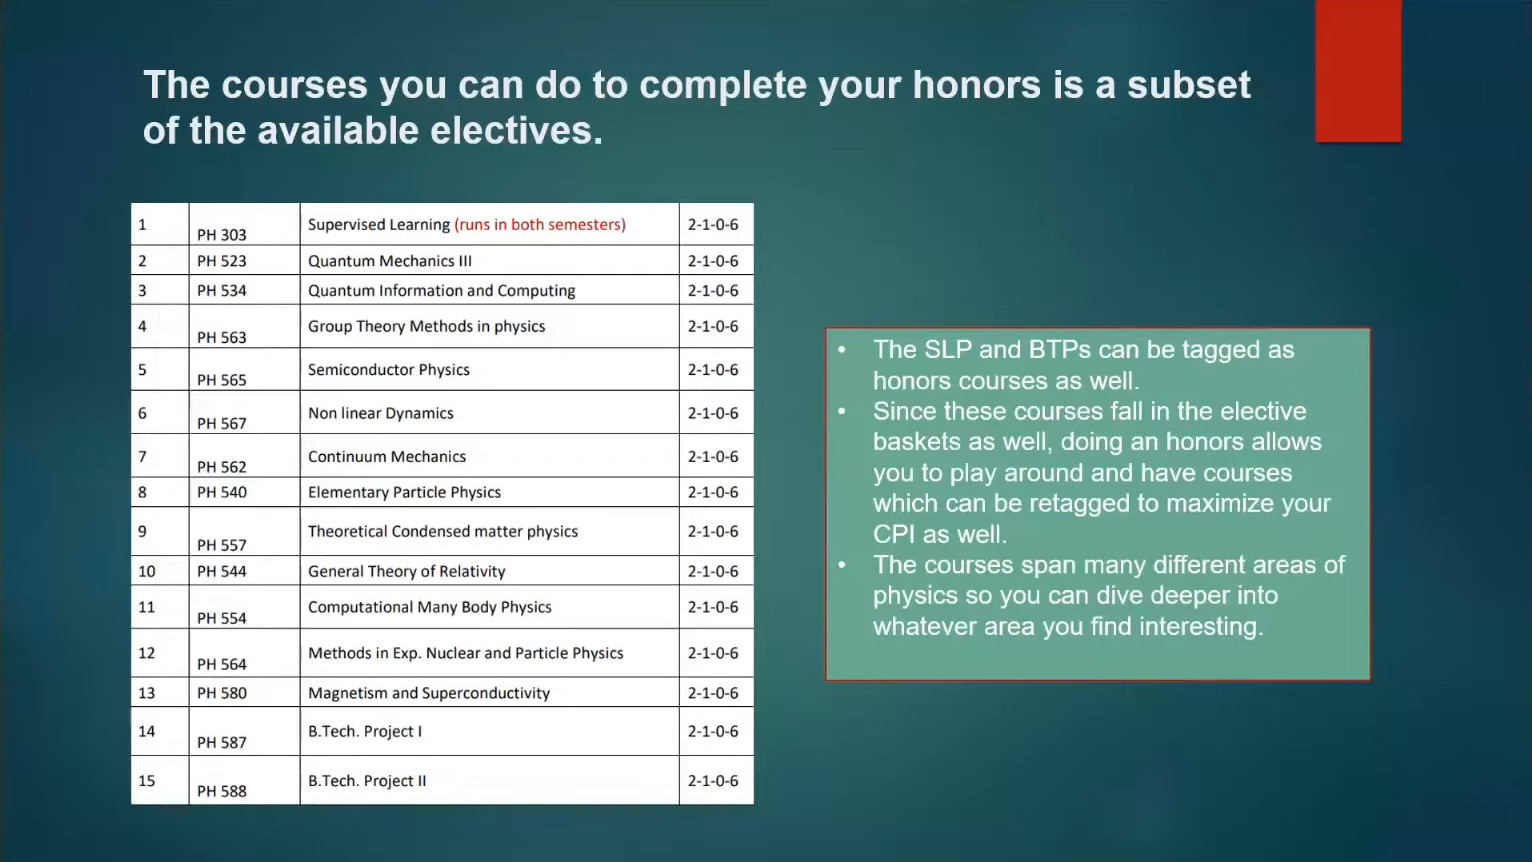 The courses you can do to complete your honors is a subset
of the available electives.
1 PH 303 Supervised Learning (runs in both semesters) 2-1-0-6
2 PH 523 Quantum Mechanics III 2-1-0-6
3 PH 534 Quantum Information and Computing 2-1-0-6
4 PH 563 Group Theory Methods in physics 2-1-0-6
5 PH 565 Semiconductor Physics 2-1-0-6
6 PH 567 Non linear Dynamics 2-1-0-6
7 PH 562 Continuum Mechanics 2-1-0-6
8 PH 540 Elementary Particle Physics 2-1-0-6
9 PH 557 Theoretical Condensed matter physics 2-1-0-6
10 PH 544 General Theory of Relativity 2-1-0-6
11 PH 554 Computational Many Body Physics 2-1-0-6
12 PH 564 Methods in Exp. Nuclear and Particle Physics 2-1-0-6
13 PH 580 Magnetism and Superconductivity 2-1-0-6
14 PH 587 B.Tech. Project I 2-1-0-6
15 PH 588 B.Tech. Project II 2-1-0-6
• The SLP and BTPs can be tagged as
honors courses as well.
• Since these courses fall in the elective
baskets as well, doing an honors allows
you to play around and have courses
which can be retagged to maximize your
CPI as well.
• The courses span many different areas of
physics so you can dive deeper into
whatever area you find interesting.